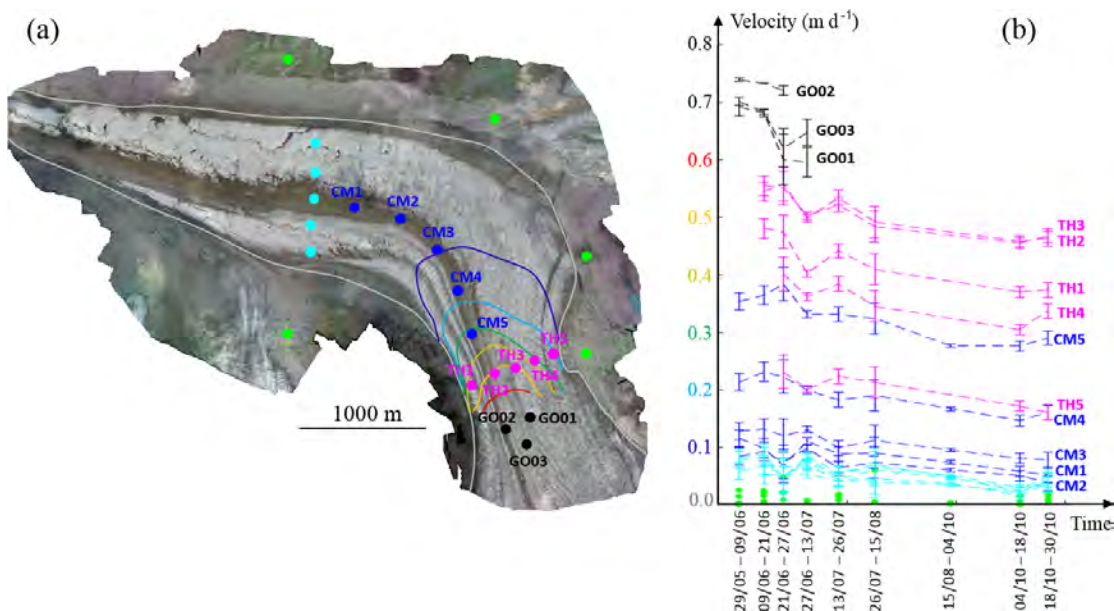 (a)
CM1
CM2
CM3
CM4
CM5
TH5
TH3
TH1
TH4
TH2
1000 m
GO02
GO01
GO03
Velocity (m d⁻¹)
(b)
0.8
0.7
0.6
0.5
0.4
0.3
0.2
0.1
0.0
GO02
GO03
GO01
TH3
TH2
TH1
TH4
CM5
TH5
CM4
CM3
CM1
CM2
Time
29/05 – 09/06
09/06 – 21/06
21/06 – 27/06
27/06 – 13/07
13/07 – 26/07
26/07 – 15/08
15/08 – 04/10
04/10 – 18/10
18/10 – 30/10